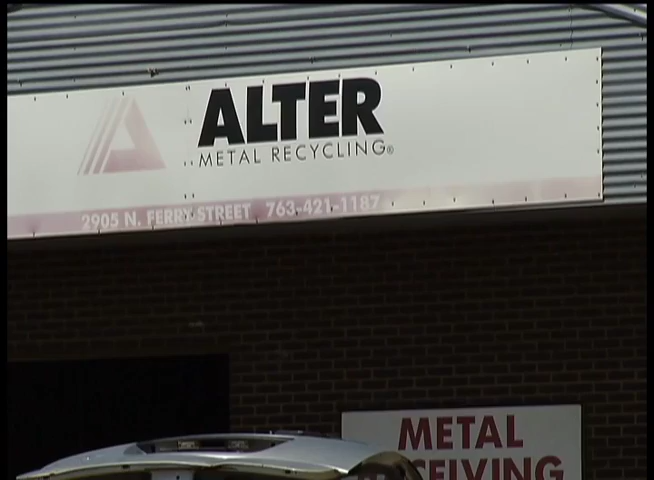 ALTER
METAL RECYCLING®
2905 N. FERRY STREET 763-421-1187
METAL